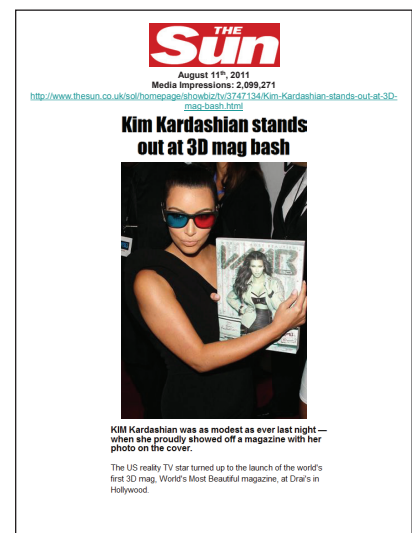 THE
Sun
August 11th, 2011
Media Impressions: 2,099,271
http://www.thesun.co.uk/sol/homepage/showbiz/tv/3747134/Kim-Kardashian-stands-out-at-3D-
mag-bash.html
Kim Kardashian stands
out at 3D mag bash
KIM Kardashian was as modest as ever last night —
when she proudly showed off a magazine with her
photo on the cover.
The US reality TV star turned up to the launch of the world's
first 3D mag, World's Most Beautiful magazine, at Drai's in
Hollywood.